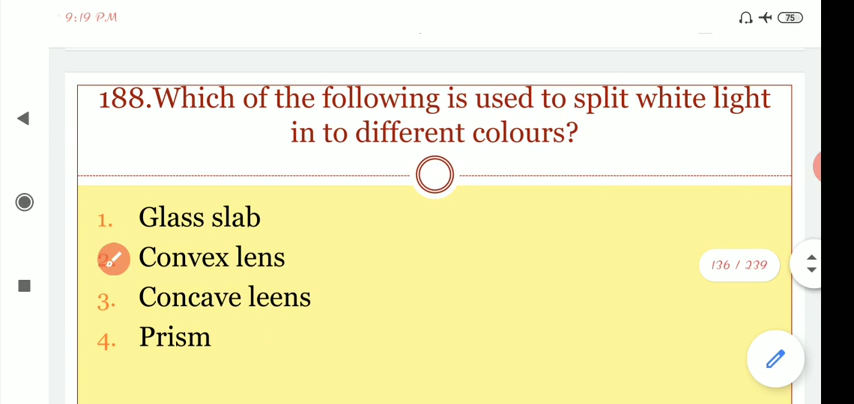 9:19 PM
75
188.Which of the following is used to split white light
in to different colours?
1. Glass slab
2. Convex lens
136 / 239
3. Concave leens
4. Prism